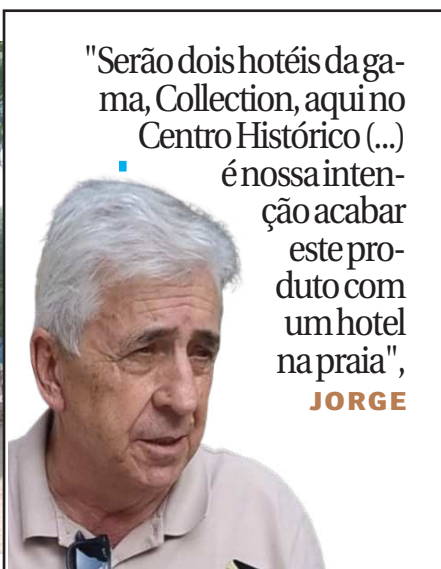 "Serão dois hotéis da ga-
ma, Collection, aqui no
Centro Histórico (...)
é nossa inten-
ção acabar
este pro-
duto com
um hotel
na praia",
JORGE